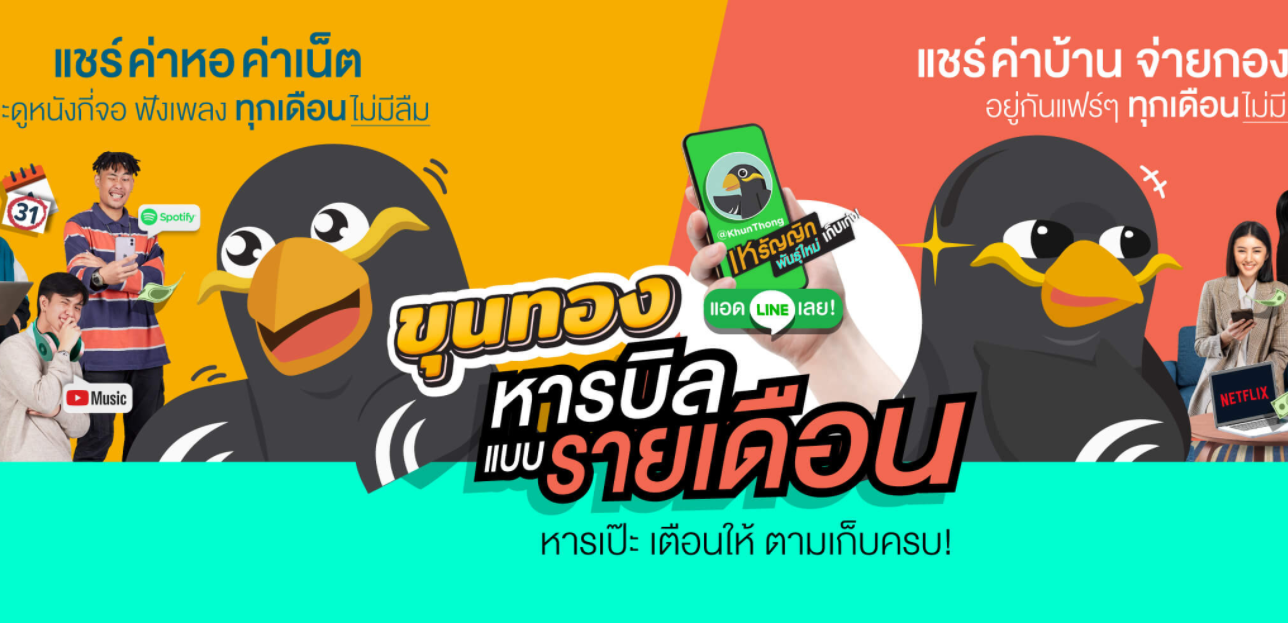 แชร์ค่าหอ ค่าเน็ต
ะดูหนังกี่จอ ฟังเพลง ทุกเดือนไม่มีลืม
แชร์ค่าบ้าน จ่ายกอง
อยู่กันแฟร์ๆ ทุกเดือนไม่มี
31
Spotify
Music
@KhunThong
เหรัญญิก
พันธุ์ใหม่
แอด LINE เลย!
NETFLIX
ขุนทอง
หารบิล
แบบรายเดือน
หารเป๊ะ เตือนให้ ตามเก็บครบ!